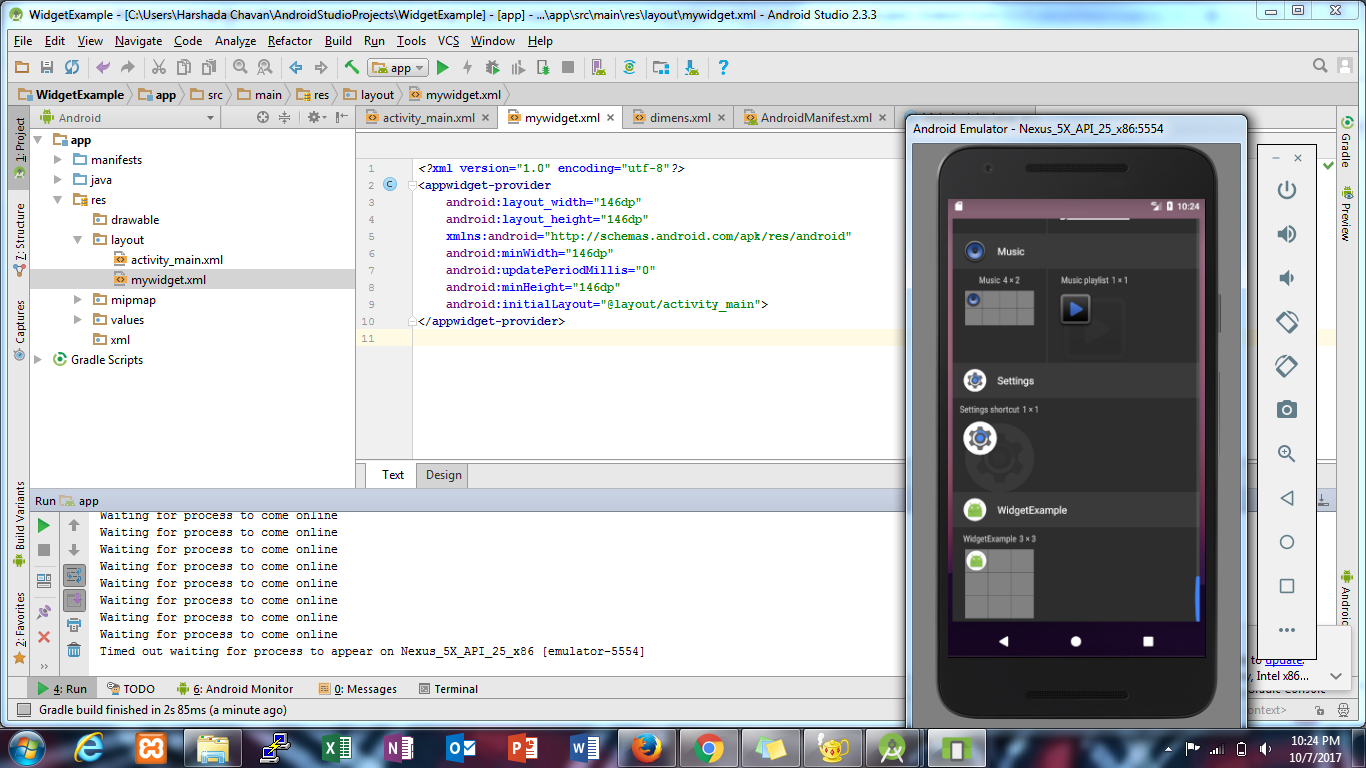 WidgetExample - [C:\Users\Harshada Chavan\AndroidStudioProjects\WidgetExample] - [app] - ...\app\src\main\res\layout\mywidget.xml - Android Studio 2.3.3
File Edit View Navigate Code Analyze Refactor Build Run Tools VCS Window Help
app
WidgetExample app src main res layout mywidget.xml
Android
activity_main.xml mywidget.xml dimens.xml AndroidManifest.xml
1: Project
7: Structure
Captures
Build Variants
2: Favorites
app
manifests
java
res
drawable
layout
activity_main.xml
mywidget.xml
mipmap
values
xml
Gradle Scripts
1 <?xml version="1.0" encoding="utf-8"?>
2 <appwidget-provider
3 android:layout_width="146dp"
4 android:layout_height="146dp"
5 xmlns:android="http://schemas.android.com/apk/res/android"
6 android:minWidth="146dp"
7 android:updatePeriodMillis="0"
8 android:minHeight="146dp"
9 android:initialLayout="@layout/activity_main">
10 </appwidget-provider>
11
Text Design
Run app
Waiting for process to come online
Waiting for process to come online
Waiting for process to come online
Waiting for process to come online
Waiting for process to come online
Waiting for process to come online
Waiting for process to come online
Waiting for process to come online
Timed out waiting for process to appear on Nexus_5X_API_25_x86 [emulator-5554]
4: Run TODO 6: Android Monitor 0: Messages Terminal
Gradle build finished in 2s 85ms (a minute ago)
Android Emulator - Nexus_5X_API_25_x86:5554
10:24
Music
Music 4 × 2 Music playlist 1 × 1
Settings
Settings shortcut 1 × 1
WidgetExample
WidgetExample 3 × 3
Gradle
Preview
to update.
, Intel x86...
Console
ntext>
10:24 PM
10/7/2017